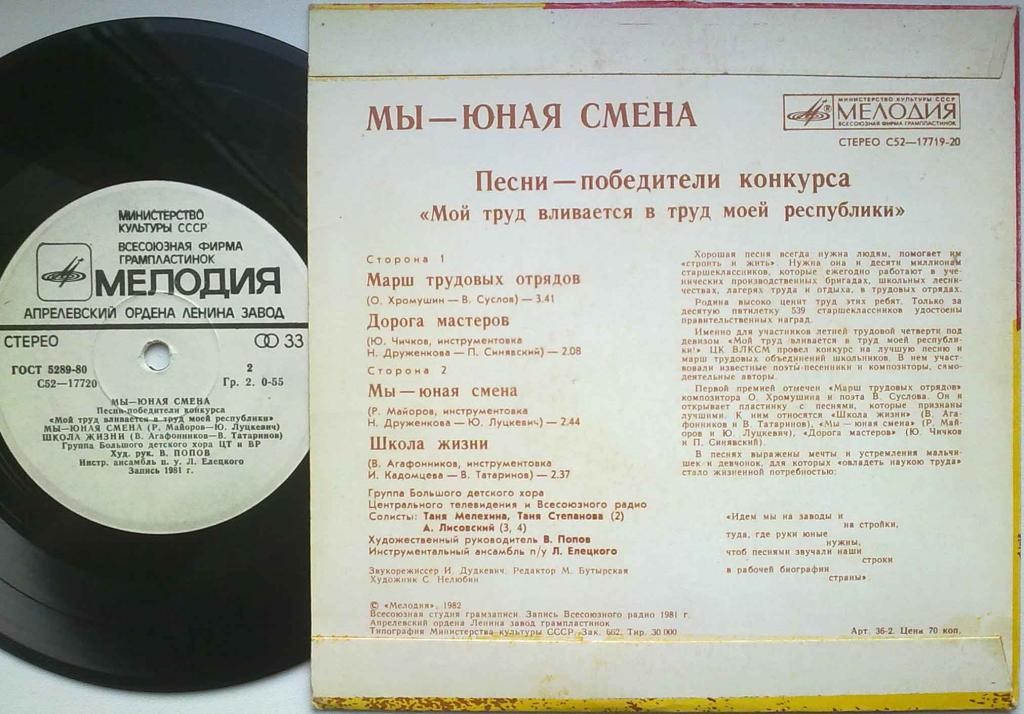 МИНИСТЕРСТВО
КУЛЬТУРЫ СССР
ВСЕСОЮЗНАЯ ФИРМА
ГРАМПЛАСТИНОК
МЕЛОДИЯ
АПРЕЛЕВСКИЙ ОРДЕНА ЛЕНИНА ЗАВОД
СТЕРЕО
33
ГОСТ 5289-80
2
С52—17720
Гр. 2. 0-55
МЫ—ЮНАЯ СМЕНА
Песни-победители конкурса
«Мой труд вливается в труд моей республики»
МЫ—ЮНАЯ СМЕНА (Р. Майоров—Ю. Луцкевич)
ШКОЛА ЖИЗНИ (В. Агафонников—В. Татаринов)
Группа Большого детского хора ЦТ и ВР
Худ. рук. В. ПОПОВ
Инстр. ансамбль п. у. Л. Елецкого
Запись 1981 г.
МЫ—ЮНАЯ СМЕНА
МИНИСТЕРСТВО КУЛЬТУРЫ СССР
МЕЛОДИЯ
ВСЕСОЮЗНАЯ ФИРМА ГРАМПЛАСТИНОК
СТЕРЕО С52—17719-20
Песни—победители конкурса
«Мой труд вливается в труд моей республики»
Сторона 1
Марш трудовых отрядов
(О. Хромушин—В. Суслов)—3.41
Дорога мастеров
(Ю. Чичков, инструментовка
Н. Друженкова—П. Синявский)—2.08
Сторона 2
Мы—юная смена
(Р. Майоров, инструментовка
Н. Друженкова—Ю. Луцкевич)—2.44
Школа жизни
(В. Агафонников, инструментовка
И. Кадомцева—В. Татаринов)—2.37
Группа Большого детского хора
Центрального телевидения и Всесоюзного радио
Солисты: Таня Мелехина, Таня Степанова (2)
А. Лисовский (3, 4)
Художественный руководитель В. Попов
Инструментальный ансамбль п/у Л. Елецкого
Звукорежиссер И. Дудкевич. Редактор М. Бутырская
Художник С. Нелюбин
© «Мелодия», 1982
Всесоюзная студия грамзаписи. Запись Всесоюзного радио 1981 г.
Апрелевский ордена Ленина завод грампластинок
Типография Министерства культуры СССР. Зак. 662. Тир. 30 000
Хорошая песня всегда нужна людям, помогает им
«строить и жить». Нужна она и десяти миллионам
старшеклассников, которые ежегодно работают в уче-
нических производственных бригадах, школьных лесни-
чествах, лагерях труда и отдыха, в трудовых отрядах.
Родина высоко ценит труд этих ребят. Только за
десятую пятилетку 539 старшеклассников удостоены
правительственных наград.
Именно для участников летней трудовой четверти под
девизом «Мой труд вливается в труд моей республи-
ки!» ЦК ВЛКСМ провел конкурс на лучшую песню и
марш трудовых объединений школьников. В нем участ-
вовали известные поэты-песенники и композиторы, само-
деятельные авторы.
Первой премией отмечен «Марш трудовых отрядов»
композитора О. Хромушина и поэта В. Суслова. Он и
открывает пластинку с песнями, которые признаны
лучшими. К ним относятся «Школа жизни» (В. Ага-
фонников и В. Татаринов), «Мы — юная смена» (Р. Май-
оров и Ю. Луцкевич), «Дорога мастеров» (Ю. Чичков
и П. Синявский).
В песнях выражены мечты и устремления мальчи-
шек и девчонок, для которых «овладеть наукою труда»
стало жизненной потребностью:
«Идем мы на заводы и
на стройки,
туда, где руки юные
нужны,
чтоб песнями звучали наши
строки
в рабочей биографии
страны».
Арт. 36-2. Цена 70 коп.